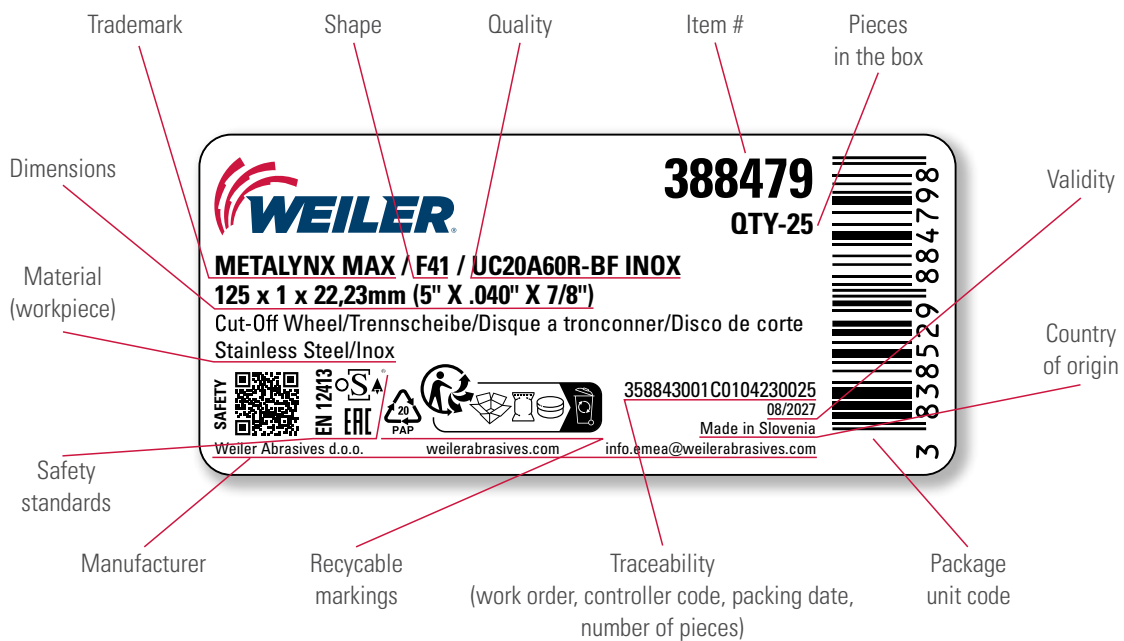 Trademark
Shape
Quality
Item #
Pieces
in the box
Dimensions
Validity
Material
(workpiece)
Country
of origin
WEILER®
388479
QTY-25
METALYNX MAX / F41 / UC20A60R-BF INOX
125 x 1 x 22,23mm (5" X .040" X 7/8")
Cut-Off Wheel/Trennscheibe/Disque a tronconner/Disco de corte
Stainless Steel/Inox
SAFETY
EN 12413
oS
®
EAC
20
PAP
358843001C0104230025
08/2027
Made in Slovenia
Weiler Abrasives d.o.o.
weilerabrasives.com
info.emea@weilerabrasives.com
3 838529 884798
Safety
standards
Manufacturer
Recycable
markings
Traceability
(work order, controller code, packing date,
number of pieces)
Package
unit code